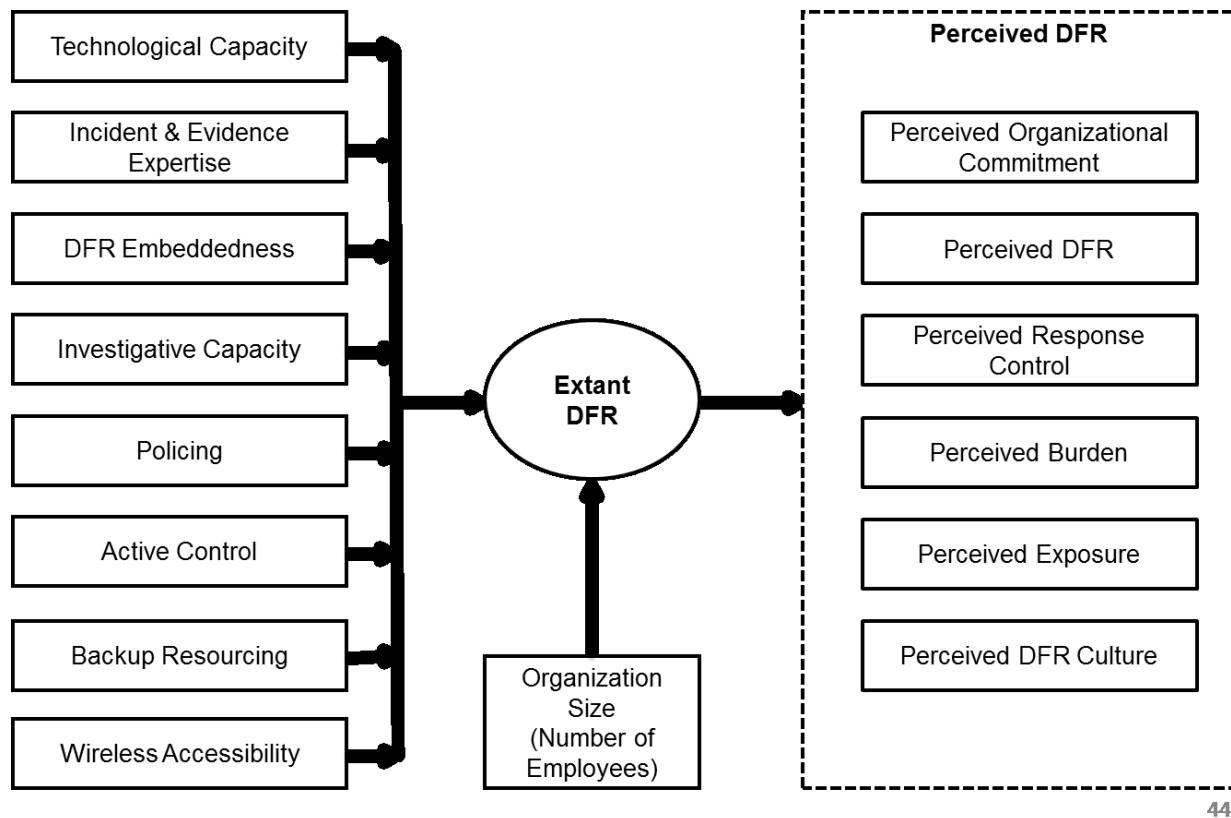 Technological Capacity
Incident & Evidence
Expertise
DFR Embeddedness
Investigative Capacity
Policing
Active Control
Backup Resourcing
Wireless Accessibility
Extant
DFR
Organization
Size
(Number of
Employees)
Perceived DFR
Perceived Organizational
Commitment
Perceived DFR
Perceived Response
Control
Perceived Burden
Perceived Exposure
Perceived DFR Culture
44